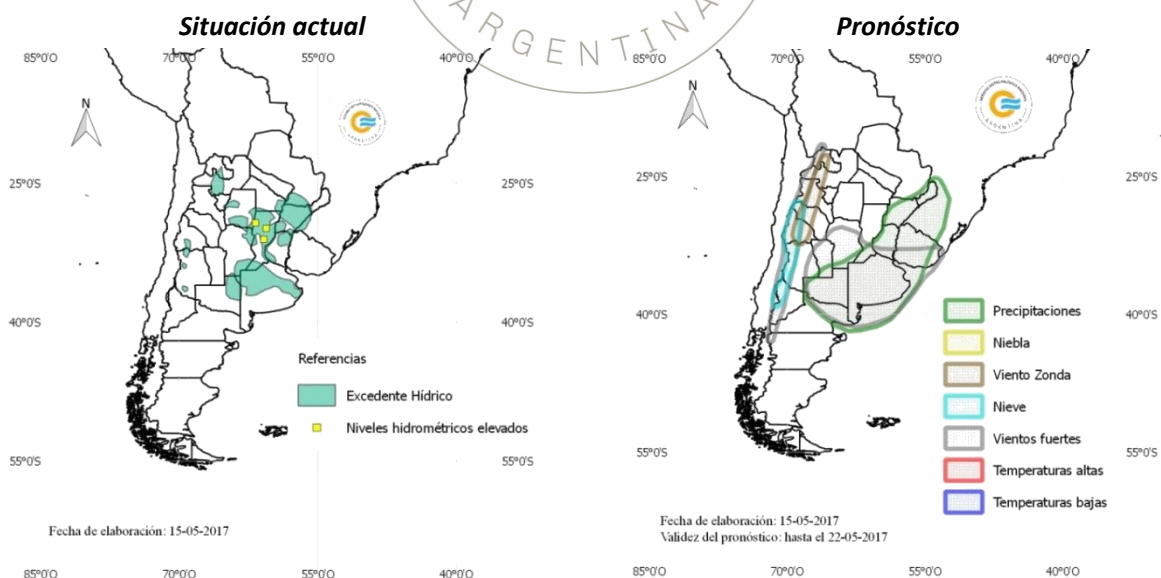 Situación actual
Pronóstico
ARGENTINA
85°0'O 70°0'O 55°0'O 40°0'O
N
25°0'S 25°0'S
40°0'S 40°0'S
Referencias
Excedente Hídrico
Niveles hidrométricos elevados
55°0'S 55°0'S
Fecha de elaboración: 15-05-2017
85°0'O 70°0'O 55°0'O 40°0'O
85°0'O 70°0'O 55°0'O 40°0'O
N
25°0'S 25°0'S
40°0'S 40°0'S
Precipitaciones
Niebla
Viento Zonda
Nieve
Vientos fuertes
Temperaturas altas
Temperaturas bajas
55°0'S 55°0'S
Fecha de elaboración: 15-05-2017
Validez del pronóstico: hasta el 22-05-2017
85°0'O 70°0'O 55°0'O 40°0'O